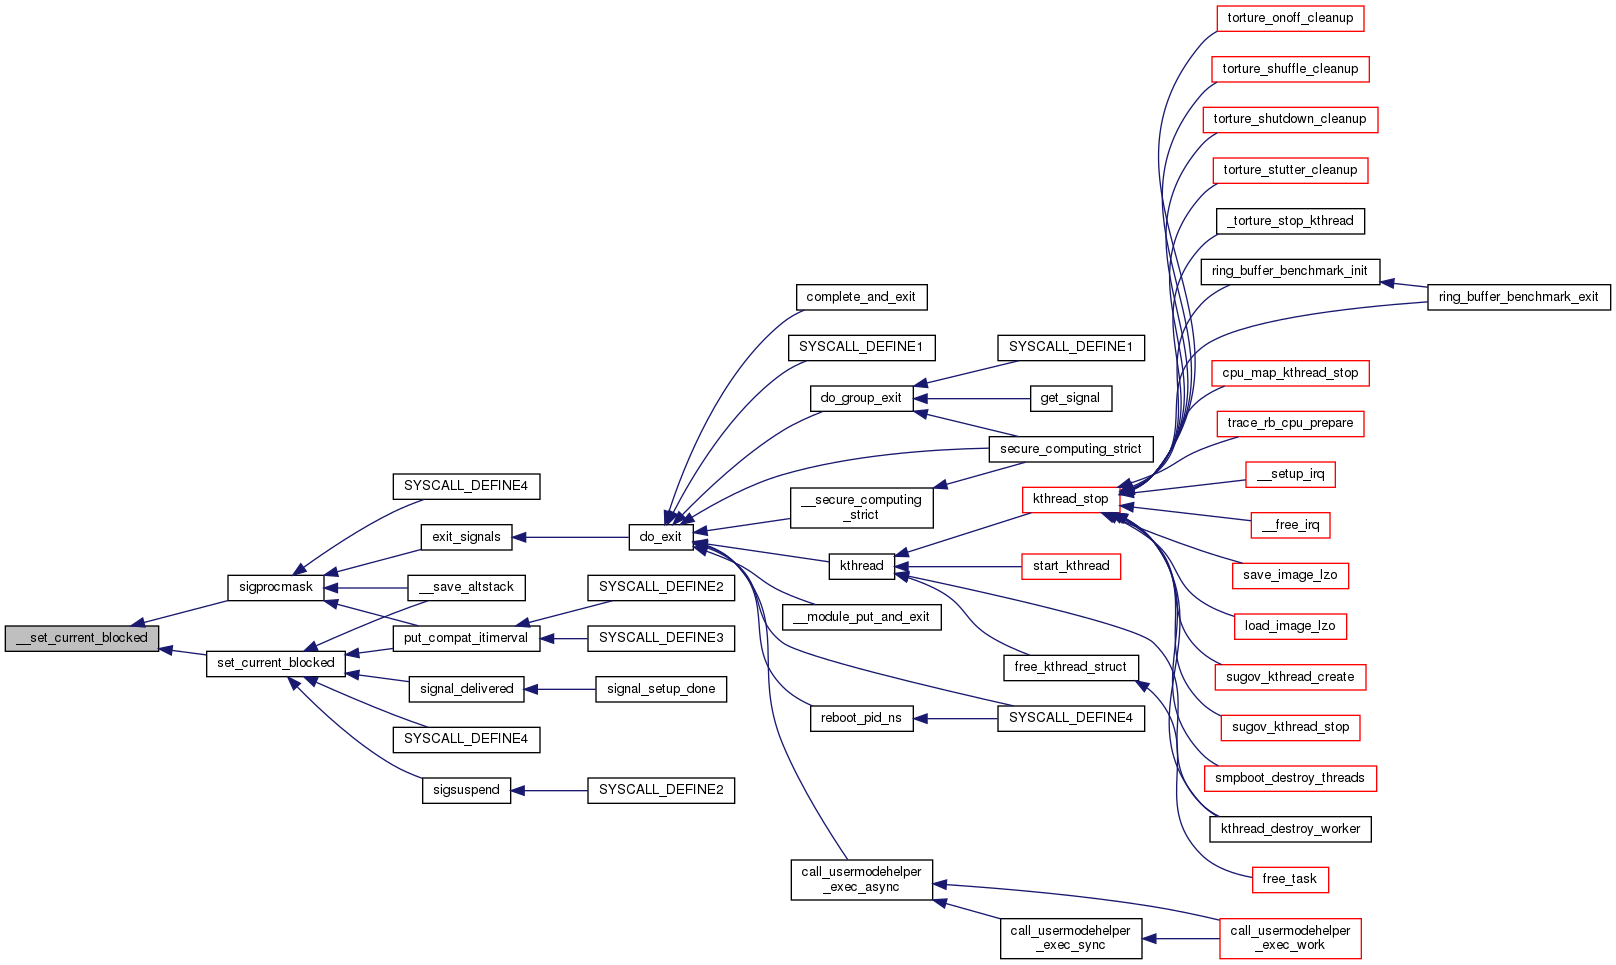 torture_onoff_cleanup
torture_shuffle_cleanup
torture_shutdown_cleanup
torture_stutter_cleanup
_torture_stop_kthread
ring_buffer_benchmark_init
ring_buffer_benchmark_exit
complete_and_exit
SYSCALL_DEFINE1
SYSCALL_DEFINE1
cpu_map_kthread_stop
do_group_exit
get_signal
trace_rb_cpu_prepare
secure_computing_strict
__setup_irq
SYSCALL_DEFINE4
__secure_computing
_strict
kthread_stop
__free_irq
exit_signals
do_exit
kthread
start_kthread
save_image_lzo
sigprocmask
__save_altstack
SYSCALL_DEFINE2
__module_put_and_exit
load_image_lzo
__set_current_blocked
put_compat_itimerval
SYSCALL_DEFINE3
set_current_blocked
free_kthread_struct
sugov_kthread_create
signal_delivered
signal_setup_done
reboot_pid_ns
SYSCALL_DEFINE4
sugov_kthread_stop
SYSCALL_DEFINE4
smpboot_destroy_threads
sigsuspend
SYSCALL_DEFINE2
kthread_destroy_worker
call_usermodehelper
_exec_async
free_task
call_usermodehelper
_exec_sync
call_usermodehelper
_exec_work